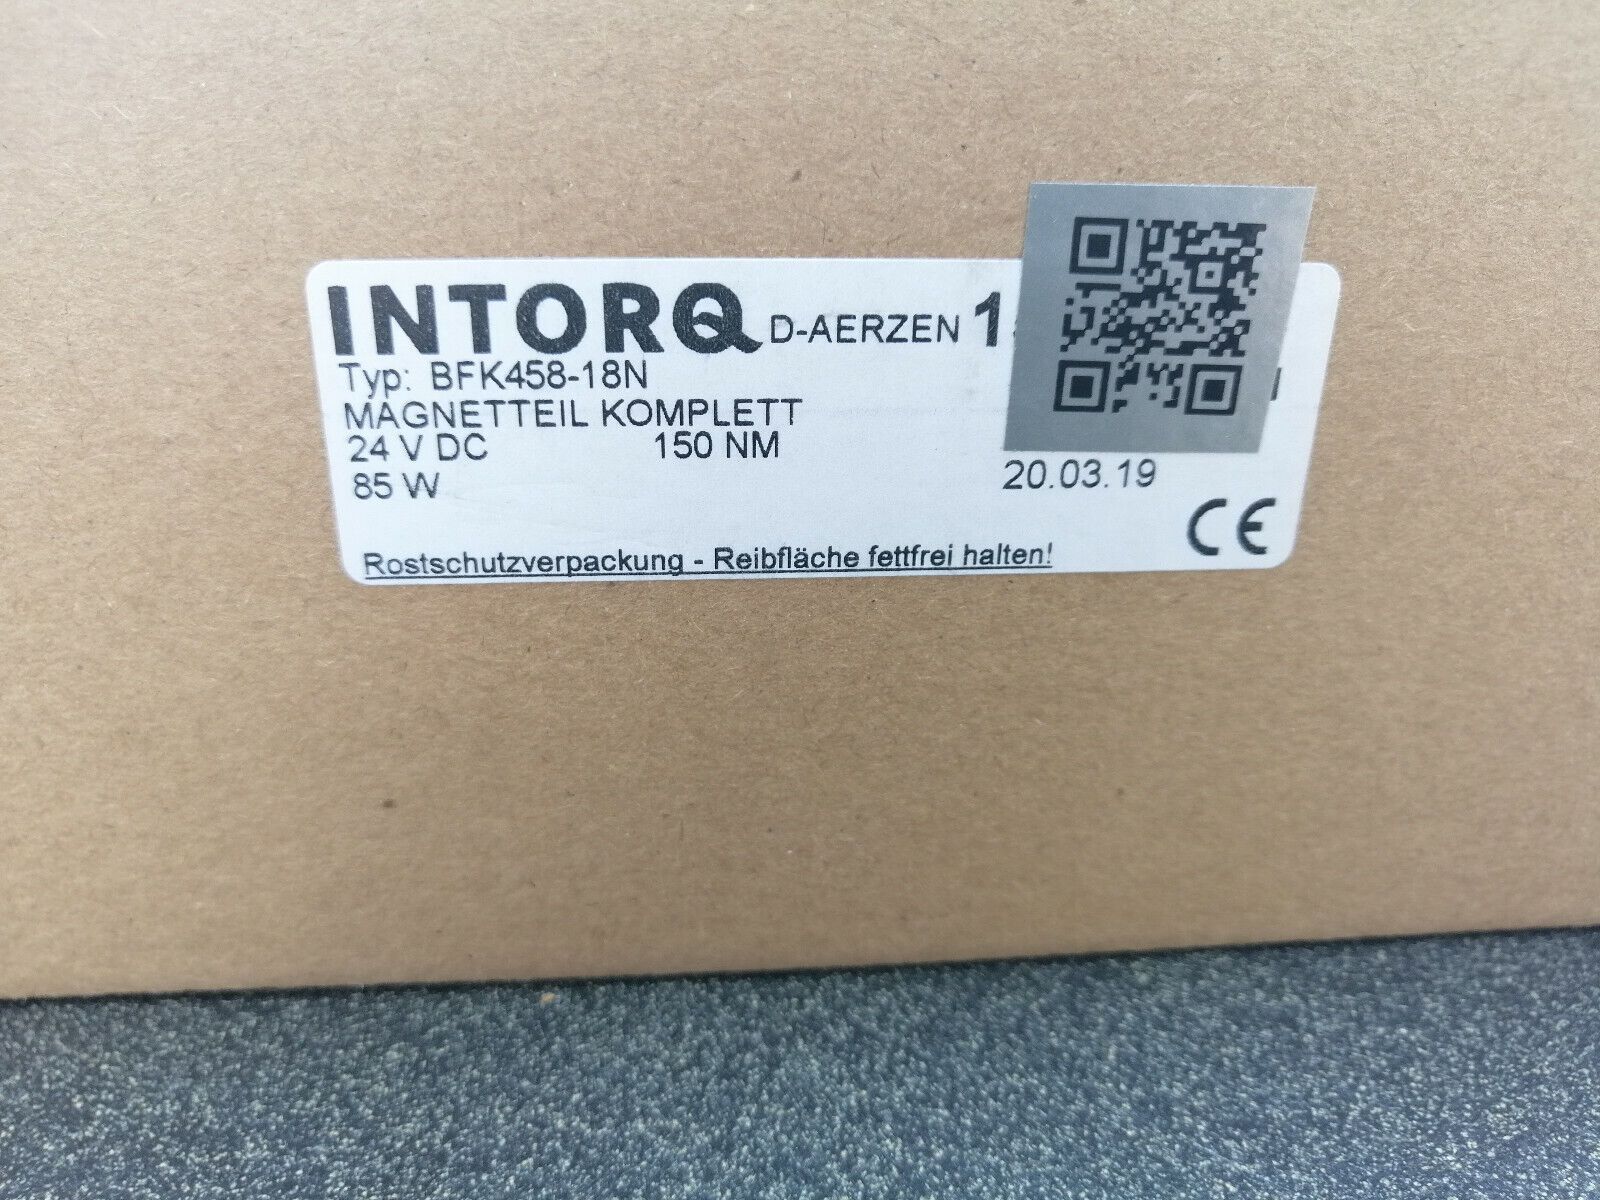 INTORQ D-AERZEN
Typ: BFK458-18N
MAGNETTEIL KOMPLETT
24 V DC 150 NM
85 W 20.03.19
CE
Rostschutzverpackung - Reibfläche fettfrei halten!